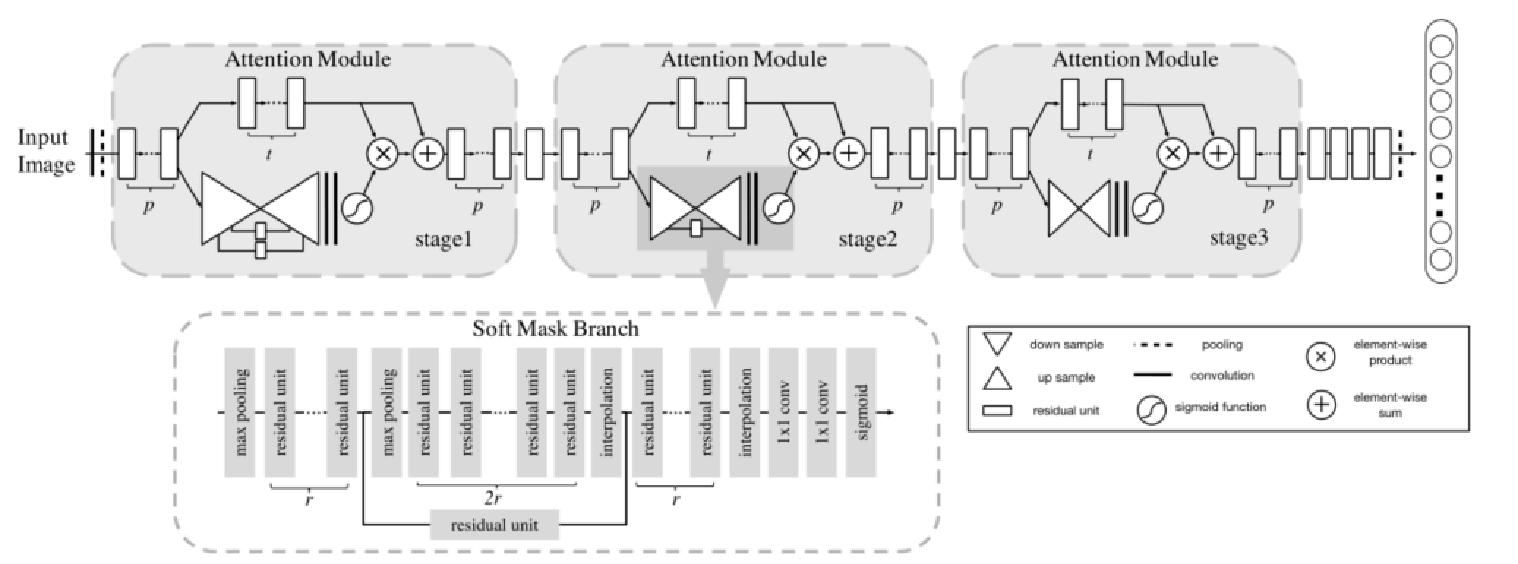 Attention Module
Attention Module
Attention Module
Input
Image
t
t
t
p
p
p
p
p
p
stage1
stage2
stage3
Soft Mask Branch
max pooling
residual unit
residual unit
max pooling
residual unit
residual unit
residual unit
residual unit
interpolation
residual unit
residual unit
interpolation
1x1 conv
1x1 conv
sigmoid
r
2r
r
residual unit
down sample
pooling
element-wise
product
up sample
convolution
residual unit
sigmoid function
element-wise
sum